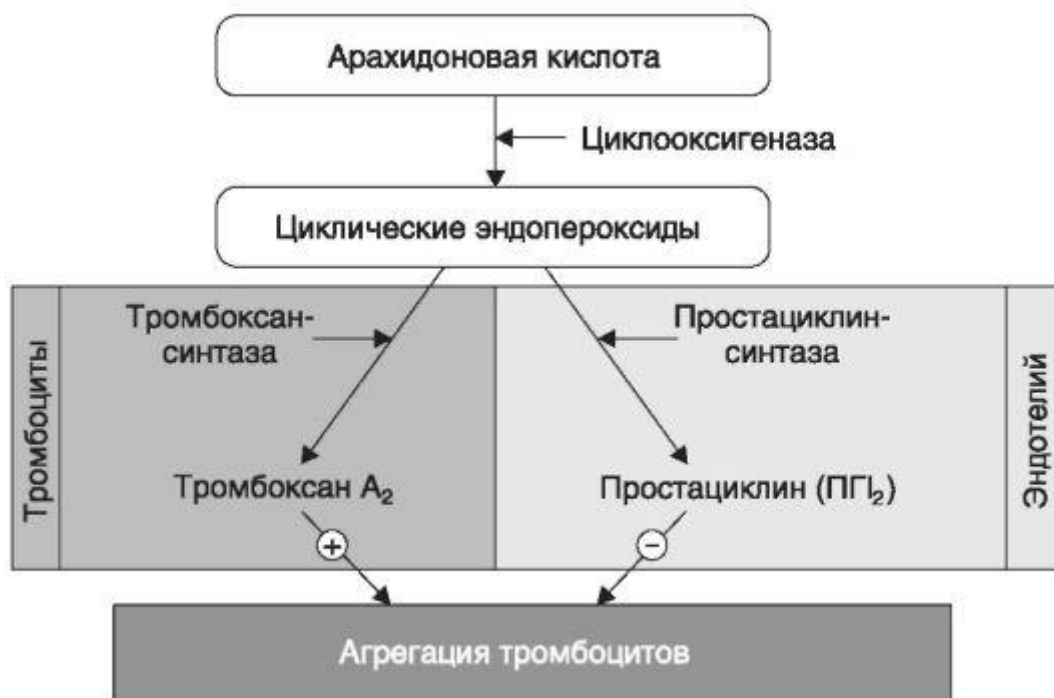 Арахидоновая кислота
Циклооксигеназа
Циклические эндопероксиды
Тромбоциты
Тромбоксан-
синтаза
Простациклин-
синтаза
Эндотелий
Тромбоксан A₂
Простациклин (ПГI₂)
+
−
Агрегация тромбоцитов